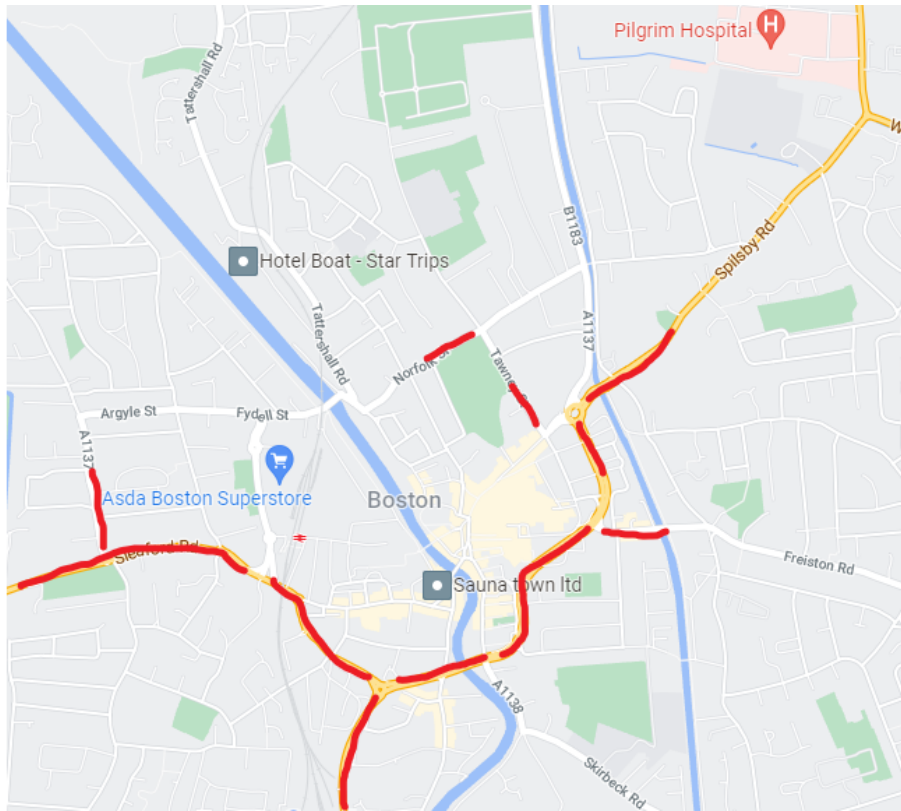 Pilgrim Hospital
H
Tattershall Rd
W
B1183
Spilsby Rd
Hotel Boat - Star Trips
Tattershall Rd
A1137
Norfolk St
Tawney St
Argyle St
Fydell St
A1137
Asda Boston Superstore
Boston
Sleaford Rd
Freiston Rd
Sauna town ltd
A1138
Skirbeck Rd